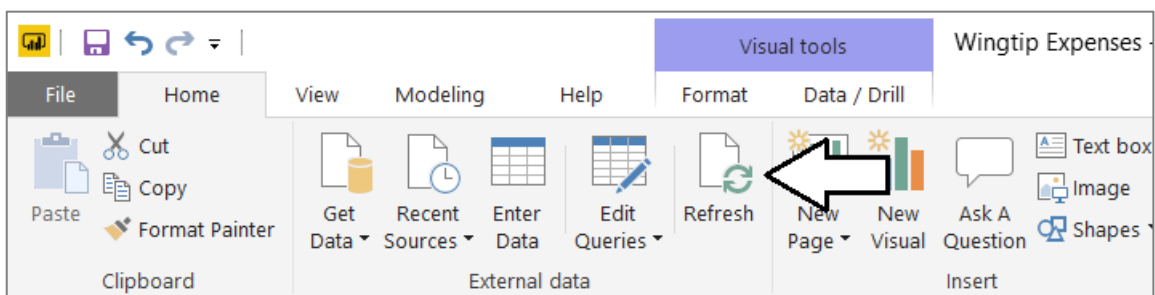 Visual tools
Wingtip Expenses -
File Home View Modeling Help Format Data / Drill
Paste
Cut
Copy
Format Painter
Clipboard
Get
Data
Recent
Sources
Enter
Data
Edit
Queries
External data
Refresh
New
Page
New
Visual
Ask A
Question
Text box
Image
Shapes
Insert